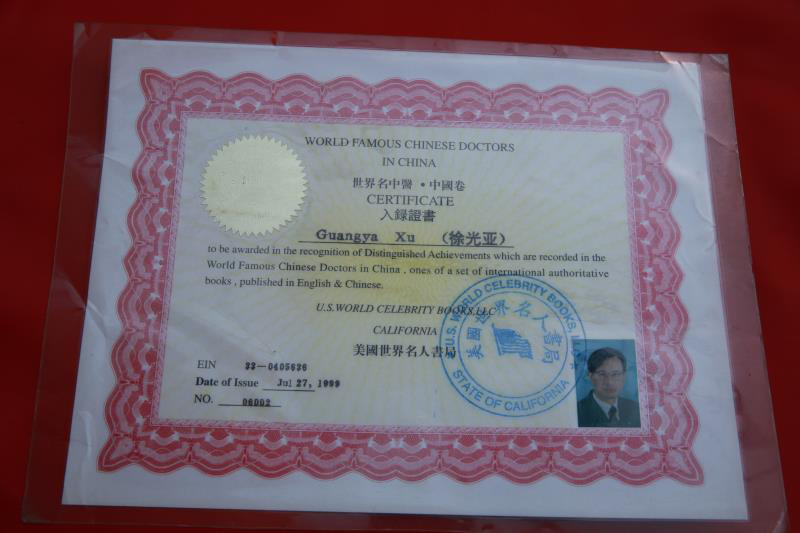 WORLD FAMOUS CHINESE DOCTORS
IN CHINA
世界名中醫•中國卷
CERTIFICATE
入録證書
Guangya Xu (徐光亚)
to be awarded in the recognition of Distinguished Achievements which are recorded in the
World Famous Chinese Doctors in China , ones of a set of international authoritative
books , published in English & Chinese.
U.S.WORLD CELEBRITY BOOKS,LLC
CALIFORNIA
美國世界名人書局
EIN 33-0405626
Date of Issue Jul 27, 1999
NO. 06002
U.S. WORLD CELEBRITY BOOKS, LLC
美國世界名人書局
STATE OF CALIFORNIA